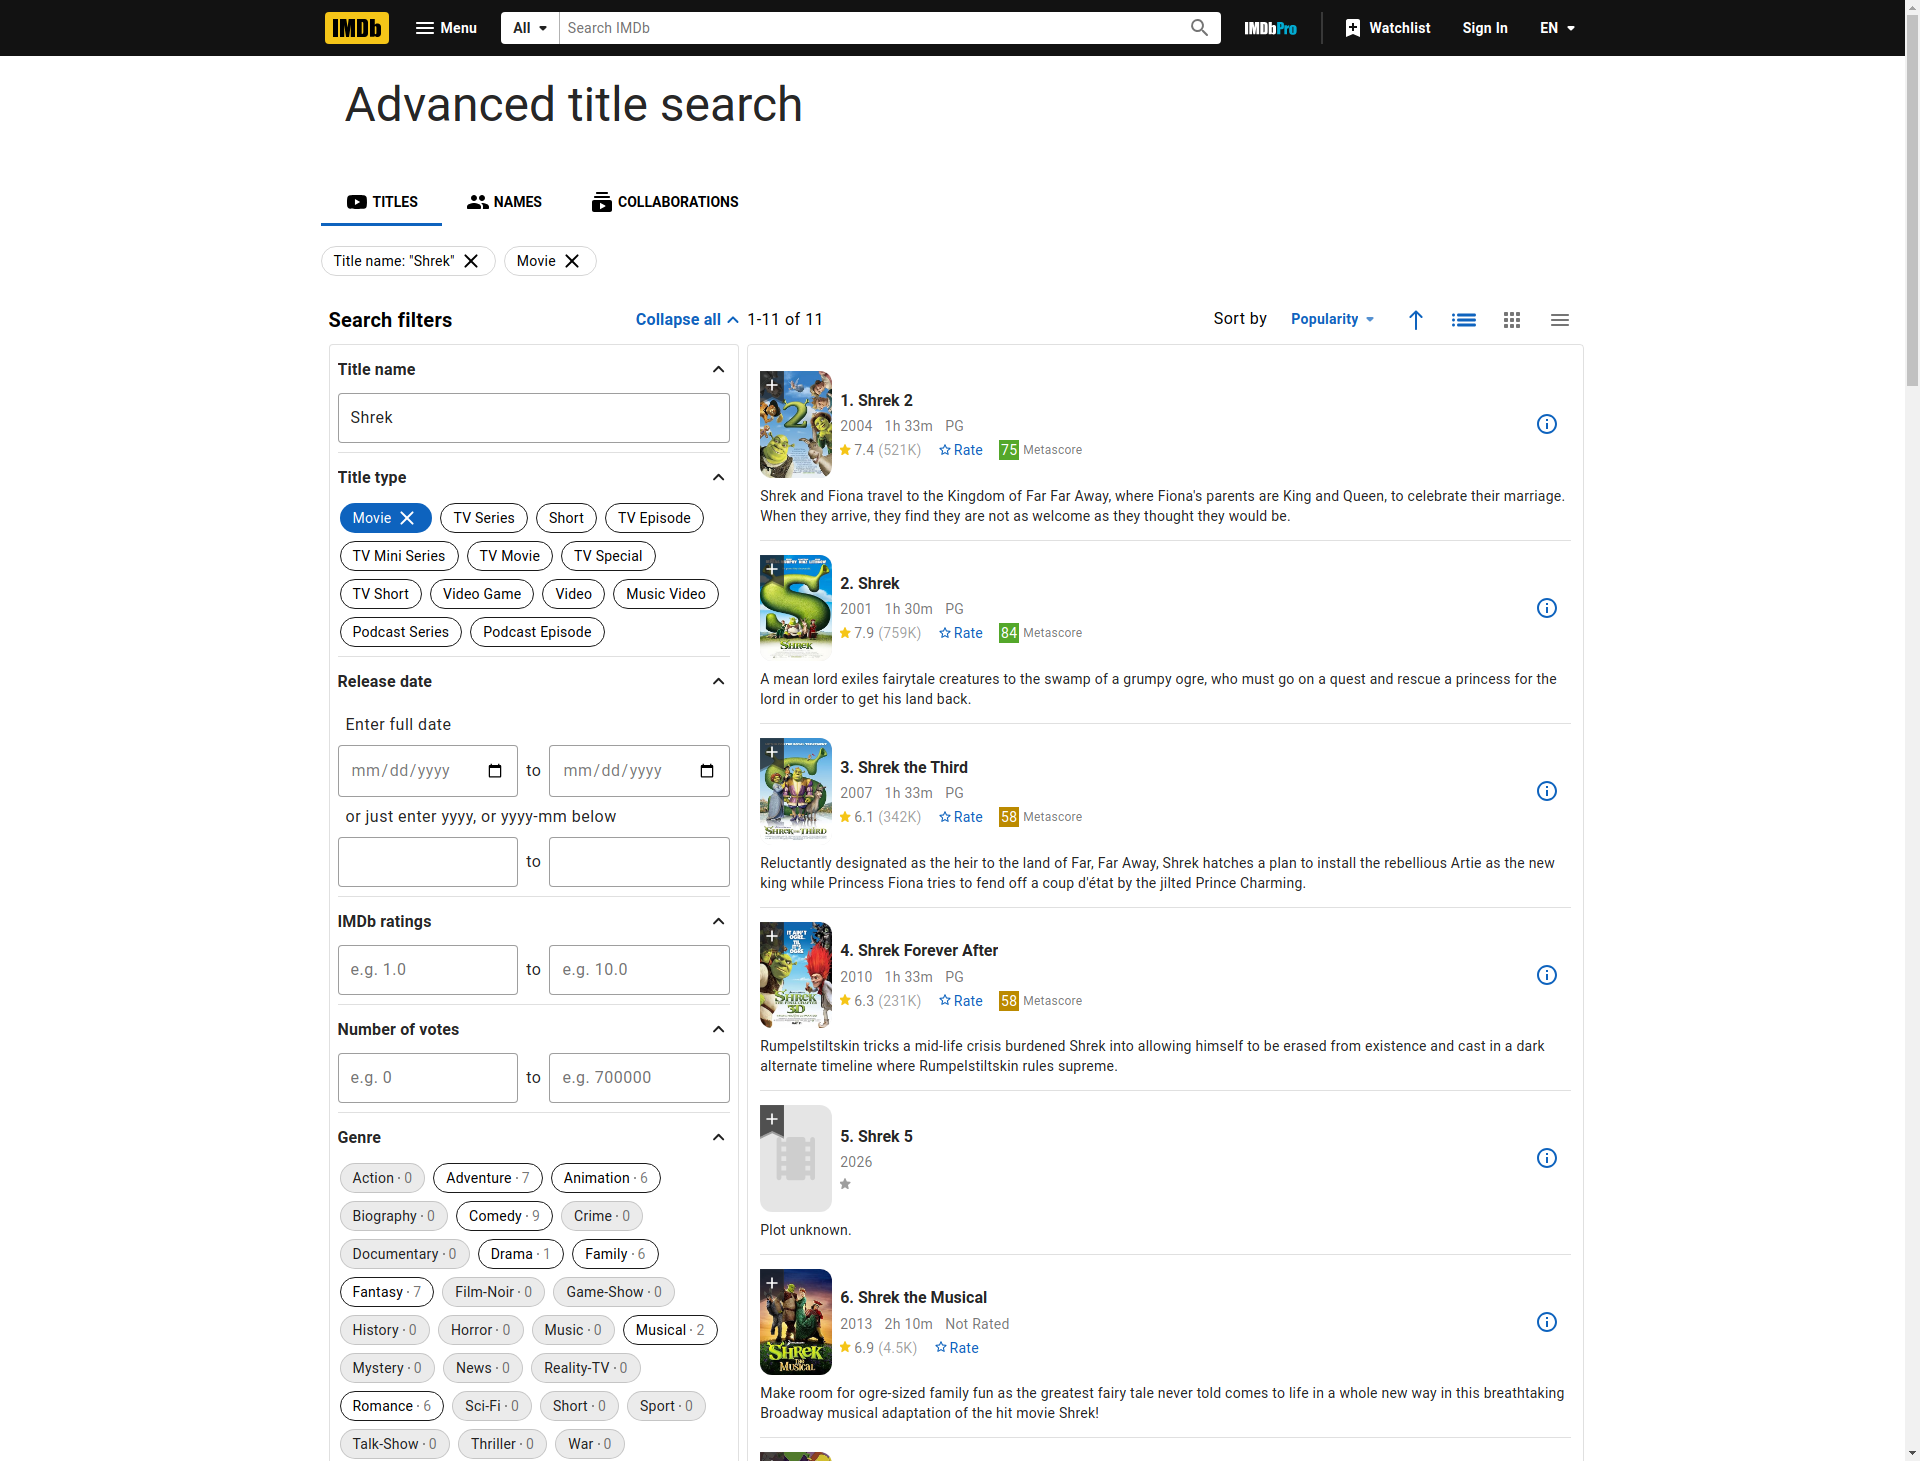 IMDb Menu All Search IMDb IMDbPro Watchlist Sign In EN
Advanced title search
TITLES NAMES COLLABORATIONS
Title name: "Shrek" Movie
Search filters Collapse all 1-11 of 11 Sort by Popularity
Title name
Shrek
Title type
Movie TV Series Short TV Episode
TV Mini Series TV Movie TV Special
TV Short Video Game Video Music Video
Podcast Series Podcast Episode
Release date
Enter full date
mm/dd/yyyy to mm/dd/yyyy
or just enter yyyy, or yyyy-mm below
to
IMDb ratings
e.g. 1.0 to e.g. 10.0
Number of votes
e.g. 0 to e.g. 700000
Genre
Action · 0 Adventure · 7 Animation · 6
Biography · 0 Comedy · 9 Crime · 0
Documentary · 0 Drama · 1 Family · 6
Fantasy · 7 Film-Noir · 0 Game-Show · 0
History · 0 Horror · 0 Music · 0 Musical · 2
Mystery · 0 News · 0 Reality-TV · 0
Romance · 6 Sci-Fi · 0 Short · 0 Sport · 0
Talk-Show · 0 Thriller · 0 War · 0
2
1. Shrek 2
2004 1h 33m PG
7.4 (521K) Rate 75 Metascore
Shrek and Fiona travel to the Kingdom of Far Far Away, where Fiona's parents are King and Queen, to celebrate their marriage.
When they arrive, they find they are not as welcome as they thought they would be.
SHREK
2. Shrek
2001 1h 30m PG
7.9 (759K) Rate 84 Metascore
A mean lord exiles fairytale creatures to the swamp of a grumpy ogre, who must go on a quest and rescue a princess for the
lord in order to get his land back.
SHREK THE THIRD
3. Shrek the Third
2007 1h 33m PG
6.1 (342K) Rate 58 Metascore
Reluctantly designated as the heir to the land of Far, Far Away, Shrek hatches a plan to install the rebellious Artie as the new
king while Princess Fiona tries to fend off a coup d'état by the jilted Prince Charming.
IT AIN'T
OGRE
TIL
IT'S
OGRE
SHREK
3D
4. Shrek Forever After
2010 1h 33m PG
6.3 (231K) Rate 58 Metascore
Rumpelstiltskin tricks a mid-life crisis burdened Shrek into allowing himself to be erased from existence and cast in a dark
alternate timeline where Rumpelstiltskin rules supreme.
5. Shrek 5
2026
Plot unknown.
SHREK
THE
MUSICAL
6. Shrek the Musical
2013 2h 10m Not Rated
6.9 (4.5K) Rate
Make room for ogre-sized family fun as the greatest fairy tale never told comes to life in a whole new way in this breathtaking
Broadway musical adaptation of the hit movie Shrek!